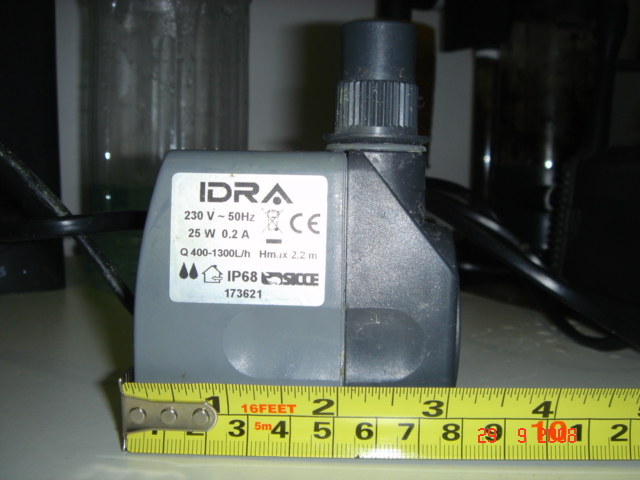 IDRA
230 V ~ 50Hz
CE
25 W 0.2 A
Q 400-1300L/h Hmax 2.2 m
IP68 SICCE
173621
1 16FEET 2 3 4
3 5m 4 5 6 7 8 9 10 1 2
29 9 2008